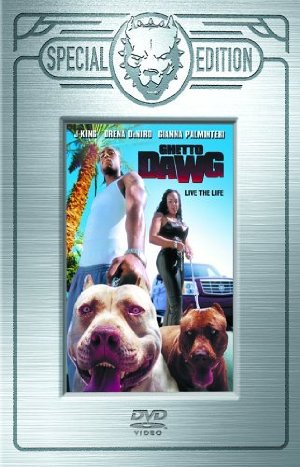 SPECIAL EDITION
J-KING DRENA DENIRO GIANNA PALMINTERI
GHETTO
DAWG
LIVE THE LIFE
DVD
VIDEO